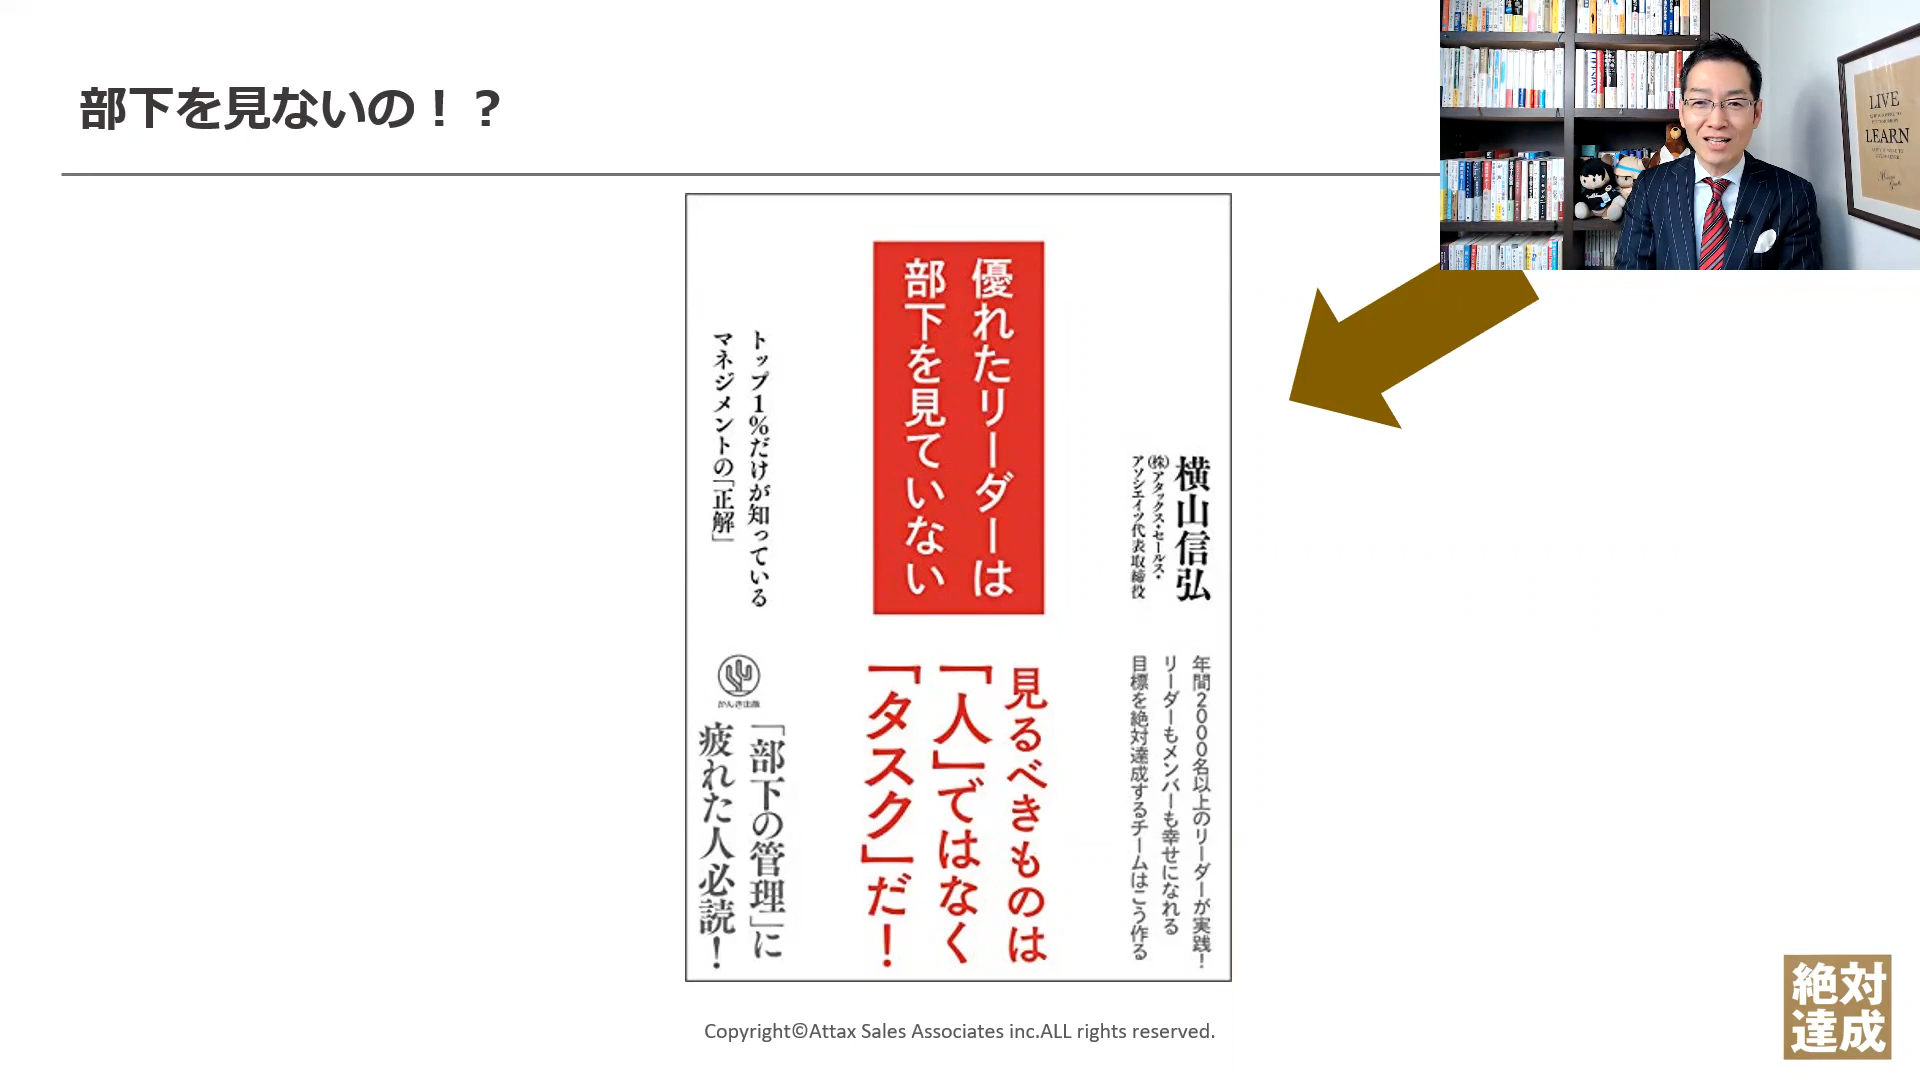 部下を見ないの！？
LIVE
LEARN
横山信弘
(株)アタックス・セールス・
アソシエイツ代表取締役
優れたリーダーは
部下を見ていない
トップ1%だけが知っている
マネジメントの「正解」
年間2000名以上のリーダーが実践！
リーダーもメンバーも幸せになれる
目標を絶対達成するチームはこう作る
見るべきものは
「人」ではなく
「タスク」だ！
かんき出版
「部下の管理」に
疲れた人必読！
Copyright©Attax Sales Associates inc.ALL rights reserved.
絶対
達成